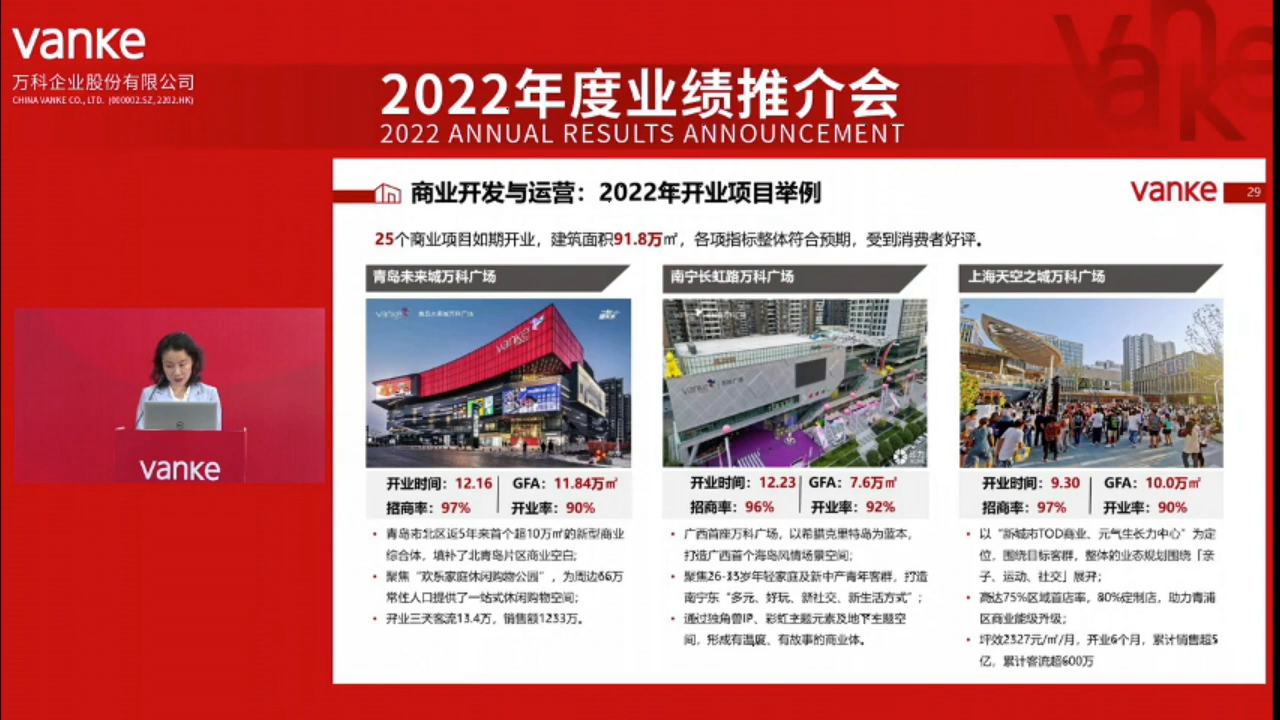 vanke
万科企业股份有限公司
CHINA VANKE CO., LTD. (000002.SZ, 2202.HK)
2022年度业绩推介会
2022 ANNUAL RESULTS ANNOUNCEMENT
vanke
商业开发与运营：2022年开业项目举例
vanke
29
25个商业项目如期开业，建筑面积91.8万㎡，各项指标整体符合预期，受到消费者好评。
青岛未来城万科广场
vanke
开业时间：12.16 GFA：11.84万㎡
招商率：97% 开业率：90%
青岛市北区近5年来首个超10万㎡的新型商业
综合体，填补了北青岛片区商业空白；
聚焦“欢乐家庭休闲购物公园”，为周边66万
常住人口提供了一站式休闲购物空间；
开业三天客流13.4万，销售额1233万。
南宁长虹路万科广场
vanke
开业时间：12.23 GFA：7.6万㎡
招商率：96% 开业率：92%
广西首座万科广场，以希腊克里特岛为蓝本，
打造广西首个海岛风情场景空间；
聚焦26-35岁年轻家庭及新中产青年客群，打造
南宁东“多元、好玩、新社交、新生活方式”；
通过独角兽IP、彩虹主题元素及地下主题空
间，形成有温度、有故事的商业体。
上海天空之城万科广场
开业时间：9.30 GFA：10.0万㎡
招商率：97% 开业率：90%
以“新城市TOD商业、元气生长力中心”为定
位，围绕目标客群，整体的业态规划围绕「亲
子、运动、社交」展开；
高达75%区域首店率，80%定制店，助力青浦
区商业能级升级；
坪效2327元/㎡/月，开业6个月，累计销售超5
亿，累计客流超600万
vanke